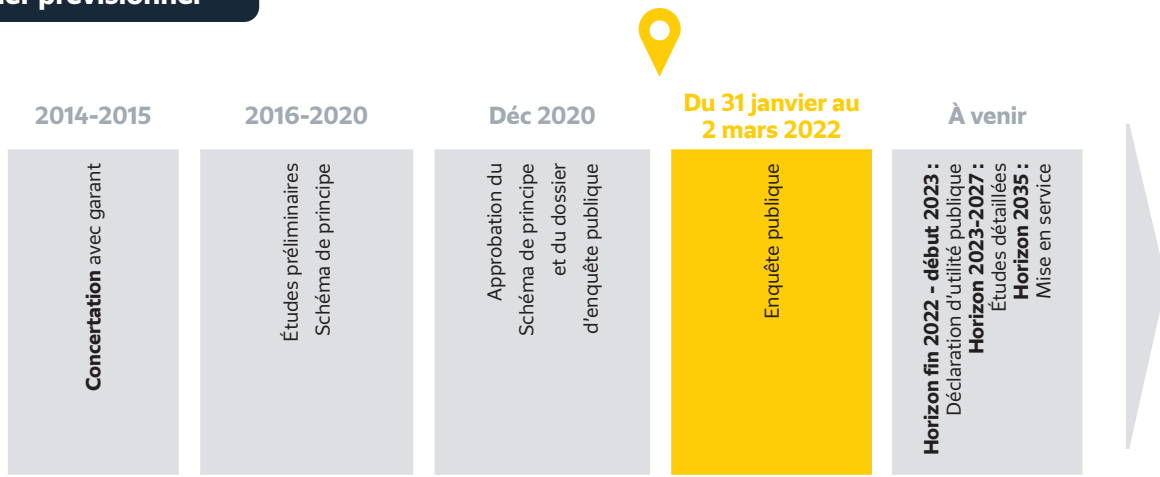 prévisionnel
2014-2015
Concertation avec garant
2016-2020
Études préliminaires
Schéma de principe
Déc 2020
Approbation du
Schéma de principe
et du dossier
d’enquête publique
Du 31 janvier au
2 mars 2022
Enquête publique
À venir
Horizon fin 2022 - début 2023 :
Déclaration d’utilité publique
Horizon 2023-2027 :
Études détaillées
Horizon 2035 :
Mise en service